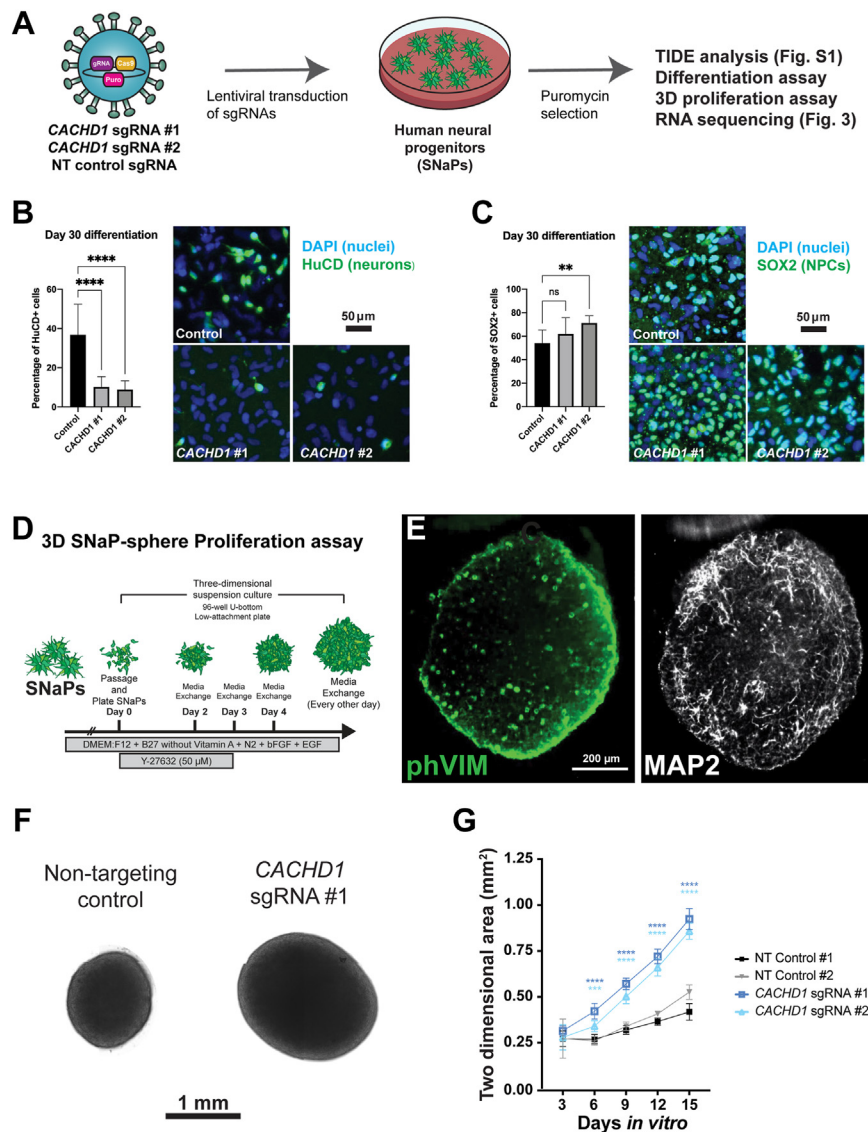 A
gRNA
Cas9
Puro
CACHD1 sgRNA #1
CACHD1 sgRNA #2
NT control sgRNA
Lentiviral transduction
of sgRNAs
Human neural
progenitors
(SNaPs)
Puromycin
selection
TIDE analysis (Fig. S1)
Differentiation assay
3D proliferation assay
RNA sequencing (Fig. 3)
B
Day 30 differentiation
Percentage of HuCD+ cells
60
40
20
0
****
****
Control
CACHD1 #1
CACHD1 #2
Control
DAPI (nuclei)
HuCD (neurons)
50 µm
CACHD1 #1
CACHD1 #2
C
Day 30 differentiation
Percentage of SOX2+ cells
100
80
60
40
20
0
**
ns
Control
CACHD1 #1
CACHD1 #2
Control
DAPI (nuclei)
SOX2 (NPCs)
50 µm
CACHD1 #1
CACHD1 #2
D
3D SNaP-sphere Proliferation assay
Three-dimensional
suspension culture
96-well U-bottom
Low-attachment plate
SNaPs
Passage
and
Plate SNaPs
Day 0
Media
Exchange
Day 2
Media
Exchange
Day 3
Media
Exchange
Day 4
Media
Exchange
(Every other day)
DMEM:F12 + B27 without Vitamin A + N2 + bFGF + EGF
Y-27632 (50 µM)
E
phVIM
200 µm
MAP2
F
Non-targeting
control
CACHD1
sgRNA #1
1 mm
G
Two dimensional area (mm²)
1.25
1.00
0.75
0.50
0.25
0.00
****
***
****
****
****
****
****
****
3 6 9 12 15
Days in vitro
NT Control #1
NT Control #2
CACHD1 sgRNA #1
CACHD1 sgRNA #2